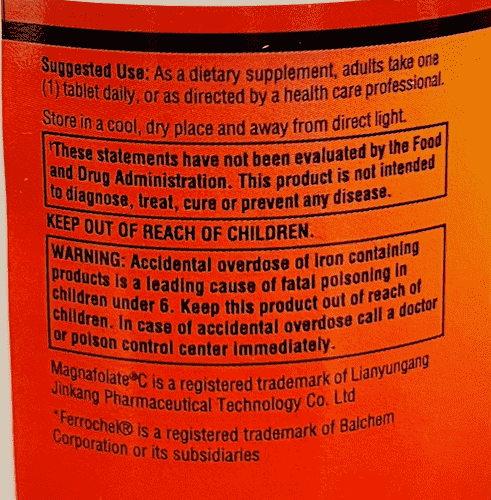 Suggested Use: As a dietary supplement, adults take one
(1) tablet daily, or as directed by a health care professional.
Store in a cool, dry place and away from direct light.
†These statements have not been evaluated by the Food
and Drug Administration. This product is not intended
to diagnose, treat, cure or prevent any disease.
KEEP OUT OF REACH OF CHILDREN.
WARNING: Accidental overdose of iron containing
products is a leading cause of fatal poisoning in
children under 6. Keep this product out of reach of
children. In case of accidental overdose call a doctor
or poison control center immediately.
Magnafolate®C is a registered trademark of Lianyungang
Jinkang Pharmaceutical Technology Co. Ltd
*Ferrochel® is a registered trademark of Balchem
Corporation or its subsidiaries